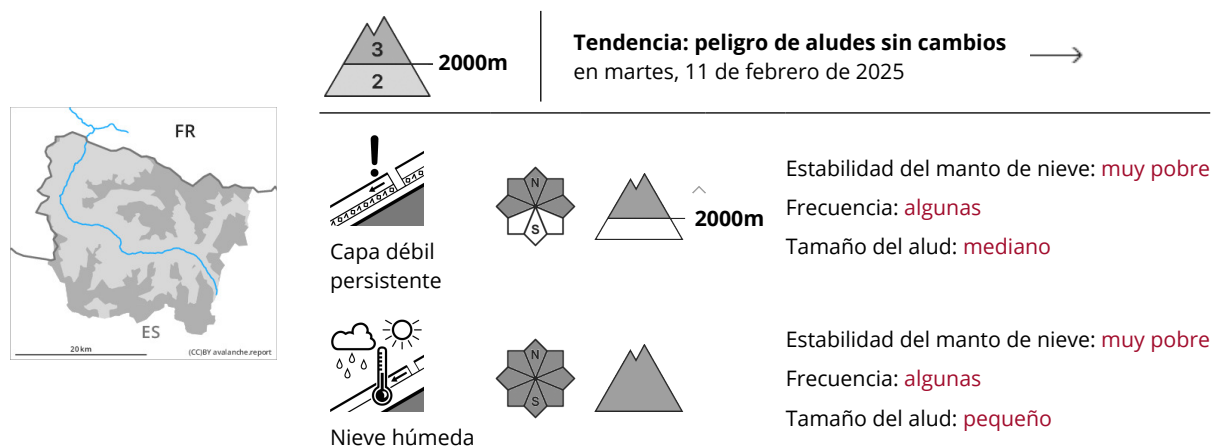 3
2
2000m
Tendencia: peligro de aludes sin cambios
en martes, 11 de febrero de 2025
FR
ES
20 km
(CC)BY avalanche.report
N
S
2000m
Capa débil
persistente
Estabilidad del manto de nieve: muy pobre
Frecuencia: algunas
Tamaño del alud: mediano
N
S
Nieve húmeda
Estabilidad del manto de nieve: muy pobre
Frecuencia: algunas
Tamaño del alud: pequeño